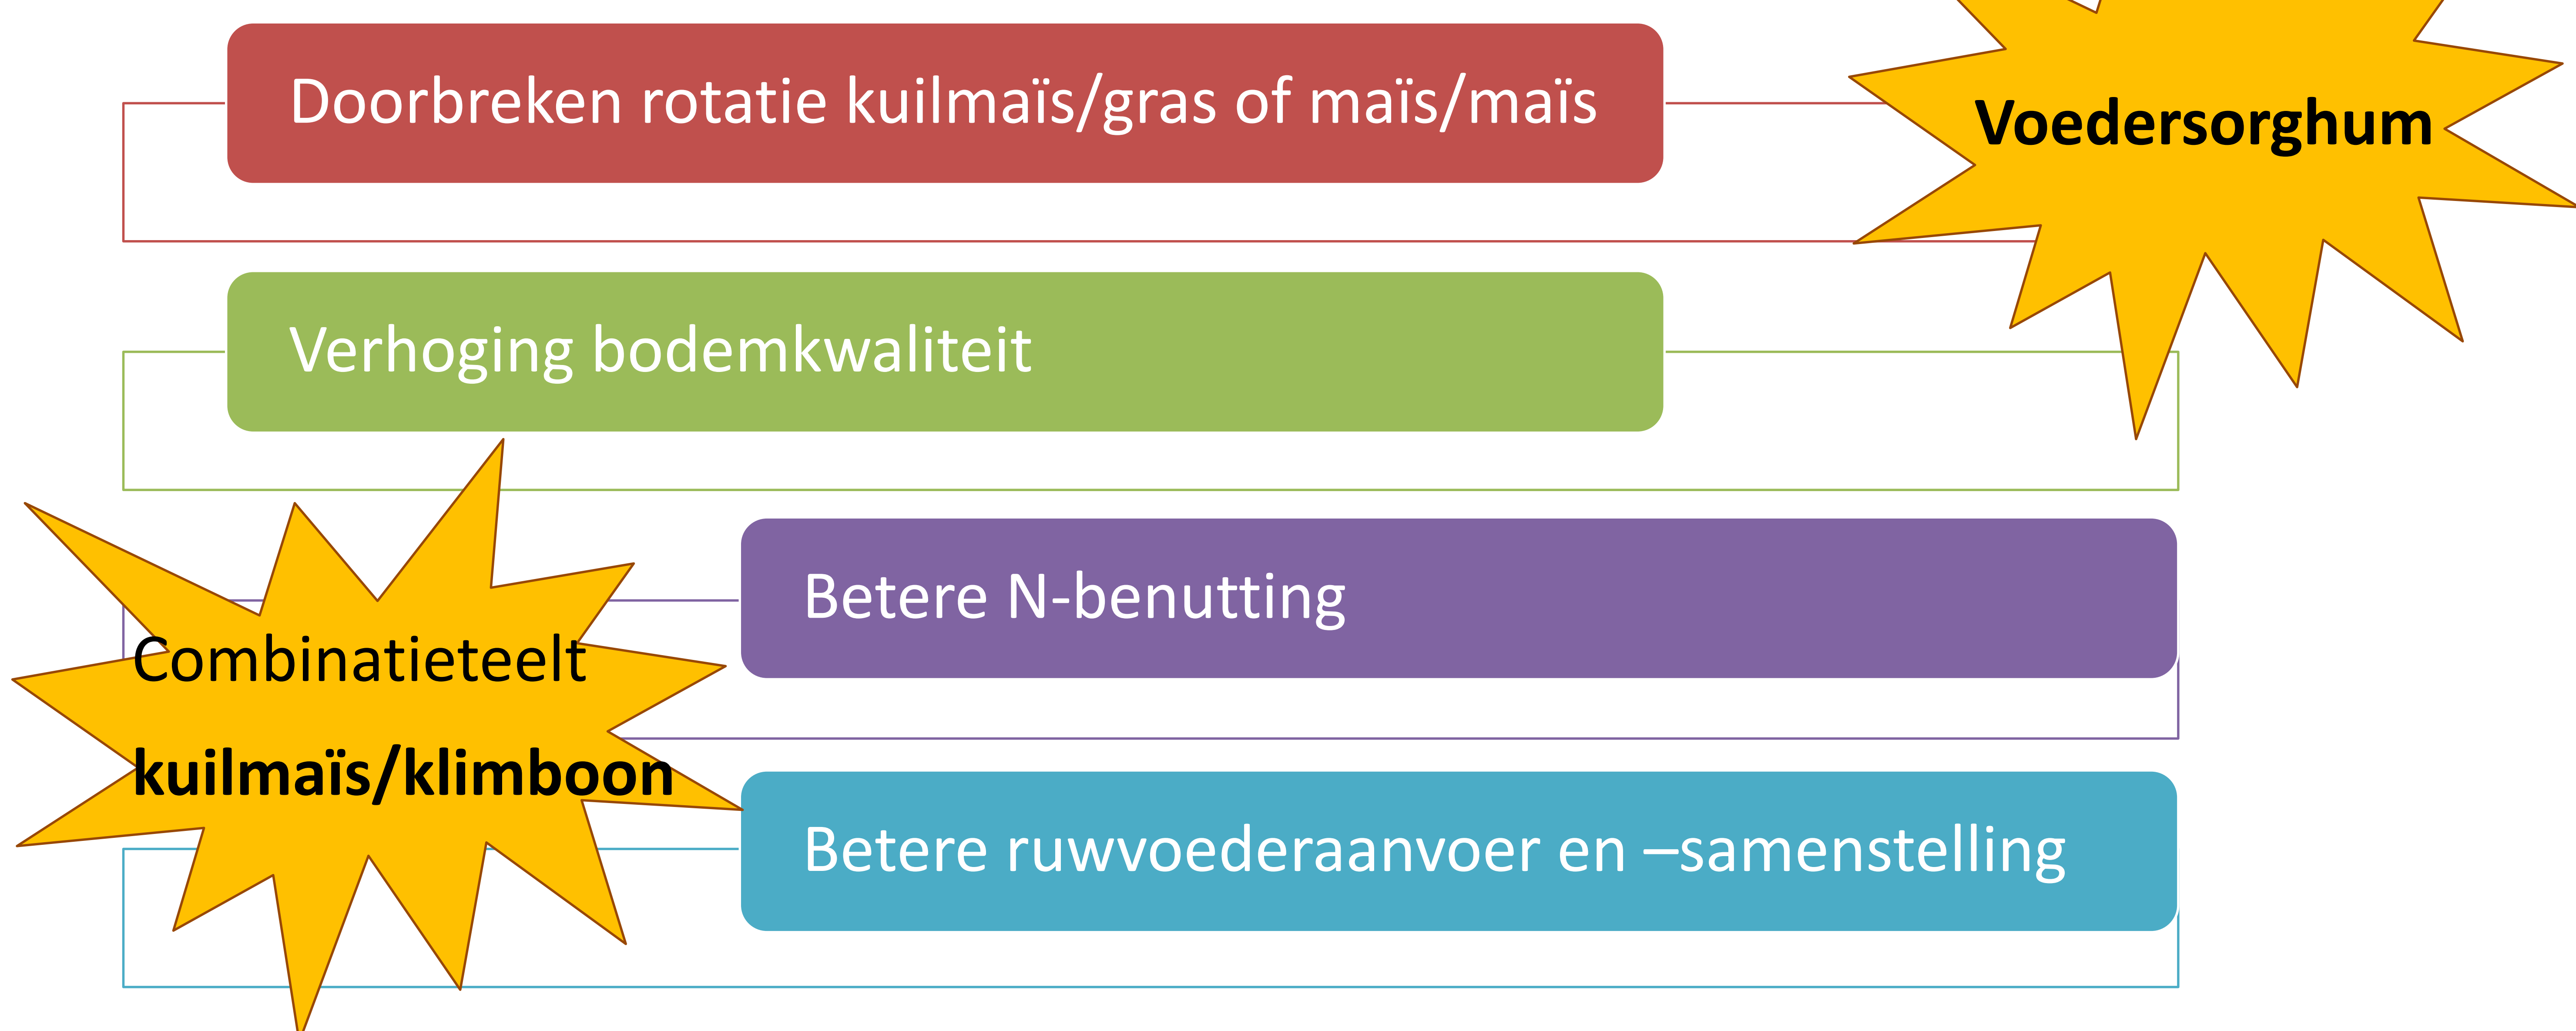 Doorbreken rotatie kuilmaïs/gras of maïs/maïs
Voedersorghum
Verhoging bodemkwaliteit
Betere N-benutting
Combinatieteelt
kuilmaïs/klimboon
Betere ruwvoederaanvoer en –samenstelling